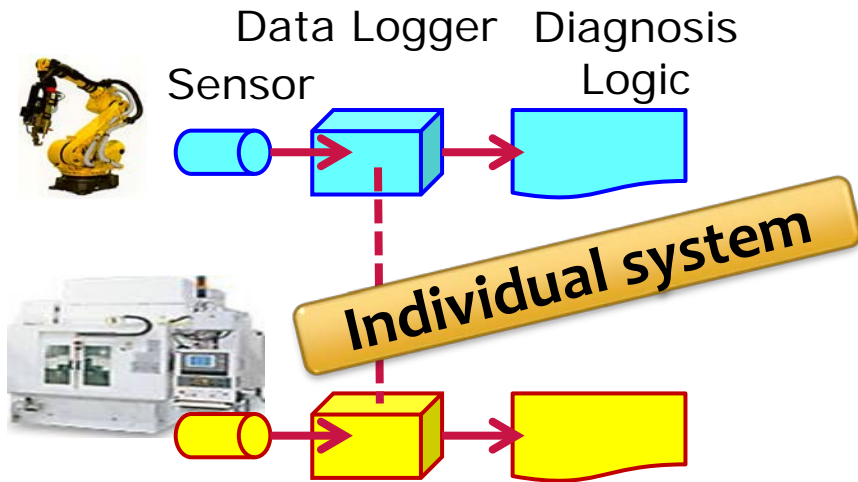 Data Logger
Diagnosis
Logic
Sensor
Individual system